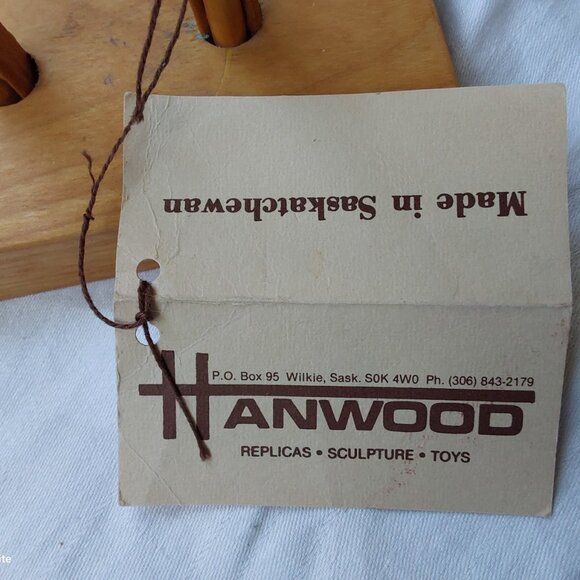 Made in Saskatchewan
P.O. Box 95 Wilkie, Sask. S0K 4W0 Ph. (306) 843-2179
HANWOOD
REPLICAS • SCULPTURE • TOYS